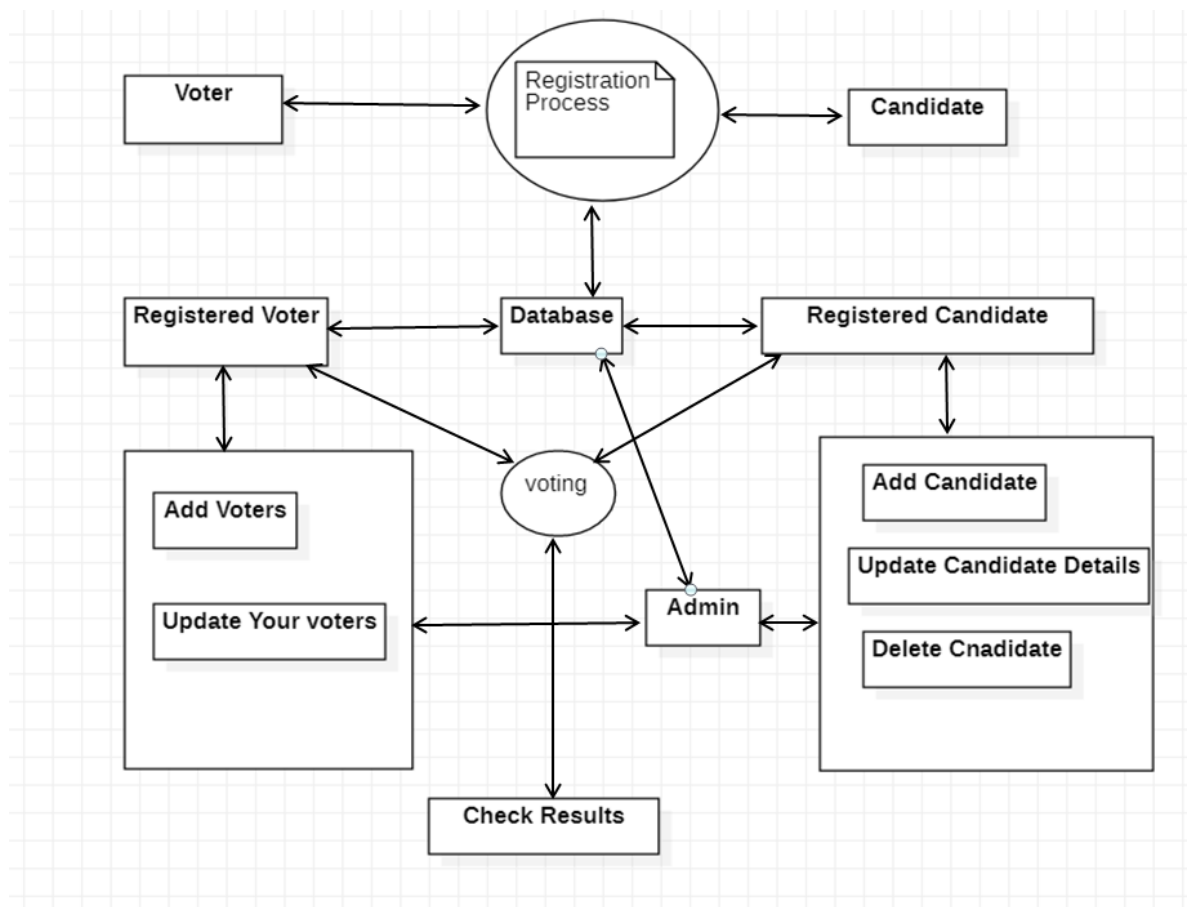 Voter
Registration
Process
Candidate
Registered Voter
Database
Registered Candidate
voting
Add Voters
Update Your voters
Admin
Add Candidate
Update Candidate Details
Delete Cnadidate
Check Results